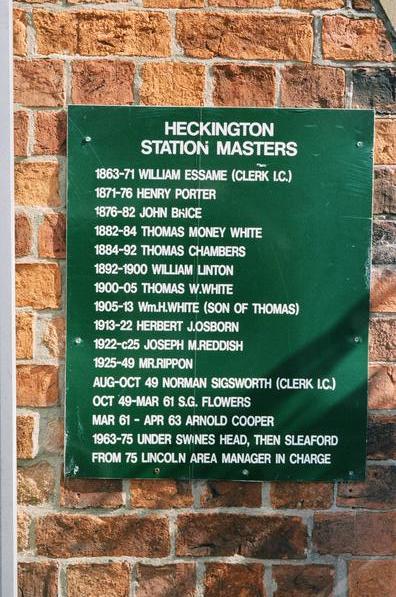 HECKINGTON
STATION MASTERS
1863-71 WILLIAM ESSAME (CLERK I.C.)
1871-76 HENRY PORTER
1876-82 JOHN BRICE
1882-84 THOMAS MONEY WHITE
1884-92 THOMAS CHAMBERS
1892-1900 WILLIAM LINTON
1900-05 THOMAS W.WHITE
1905-13 Wm.H.WHITE (SON OF THOMAS)
1913-22 HERBERT J.OSBORN
1922-c25 JOSEPH M.REDDISH
1925-49 MR.RIPPON
AUG-OCT 49 NORMAN SIGSWORTH (CLERK I.C.)
OCT 49-MAR 61 S.G. FLOWERS
MAR 61 - APR 63 ARNOLD COOPER
1963-75 UNDER SWINES HEAD, THEN SLEAFORD
FROM 75 LINCOLN AREA MANAGER IN CHARGE